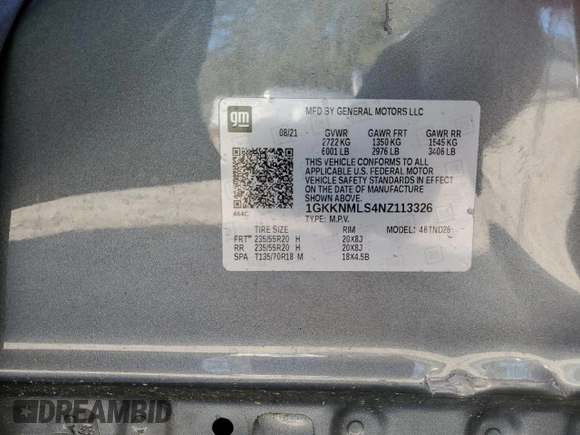 gm
MFD BY GENERAL MOTORS LLC
08/21 GVWR GAWR FRT GAWR RR
2722 KG 1350 KG 1545 KG
6001 LB 2976 LB 3406 LB
THIS VEHICLE CONFORMS TO ALL
APPLICABLE U.S. FEDERAL MOTOR
VEHICLE SAFETY STANDARDS IN EFFECT
ON THE DATE OF MANUFACTURE
SHOWN ABOVE.
464C
1GKKNMLS4NZ113326
TYPE: M.P.V.
TIRE SIZE RIM MODEL: 46TND26
FRT 235/55R20 H 20X8J
RR 235/55R20 H 20X8J
SPA T135/70R18 M 18X4.5B
DREAMBID